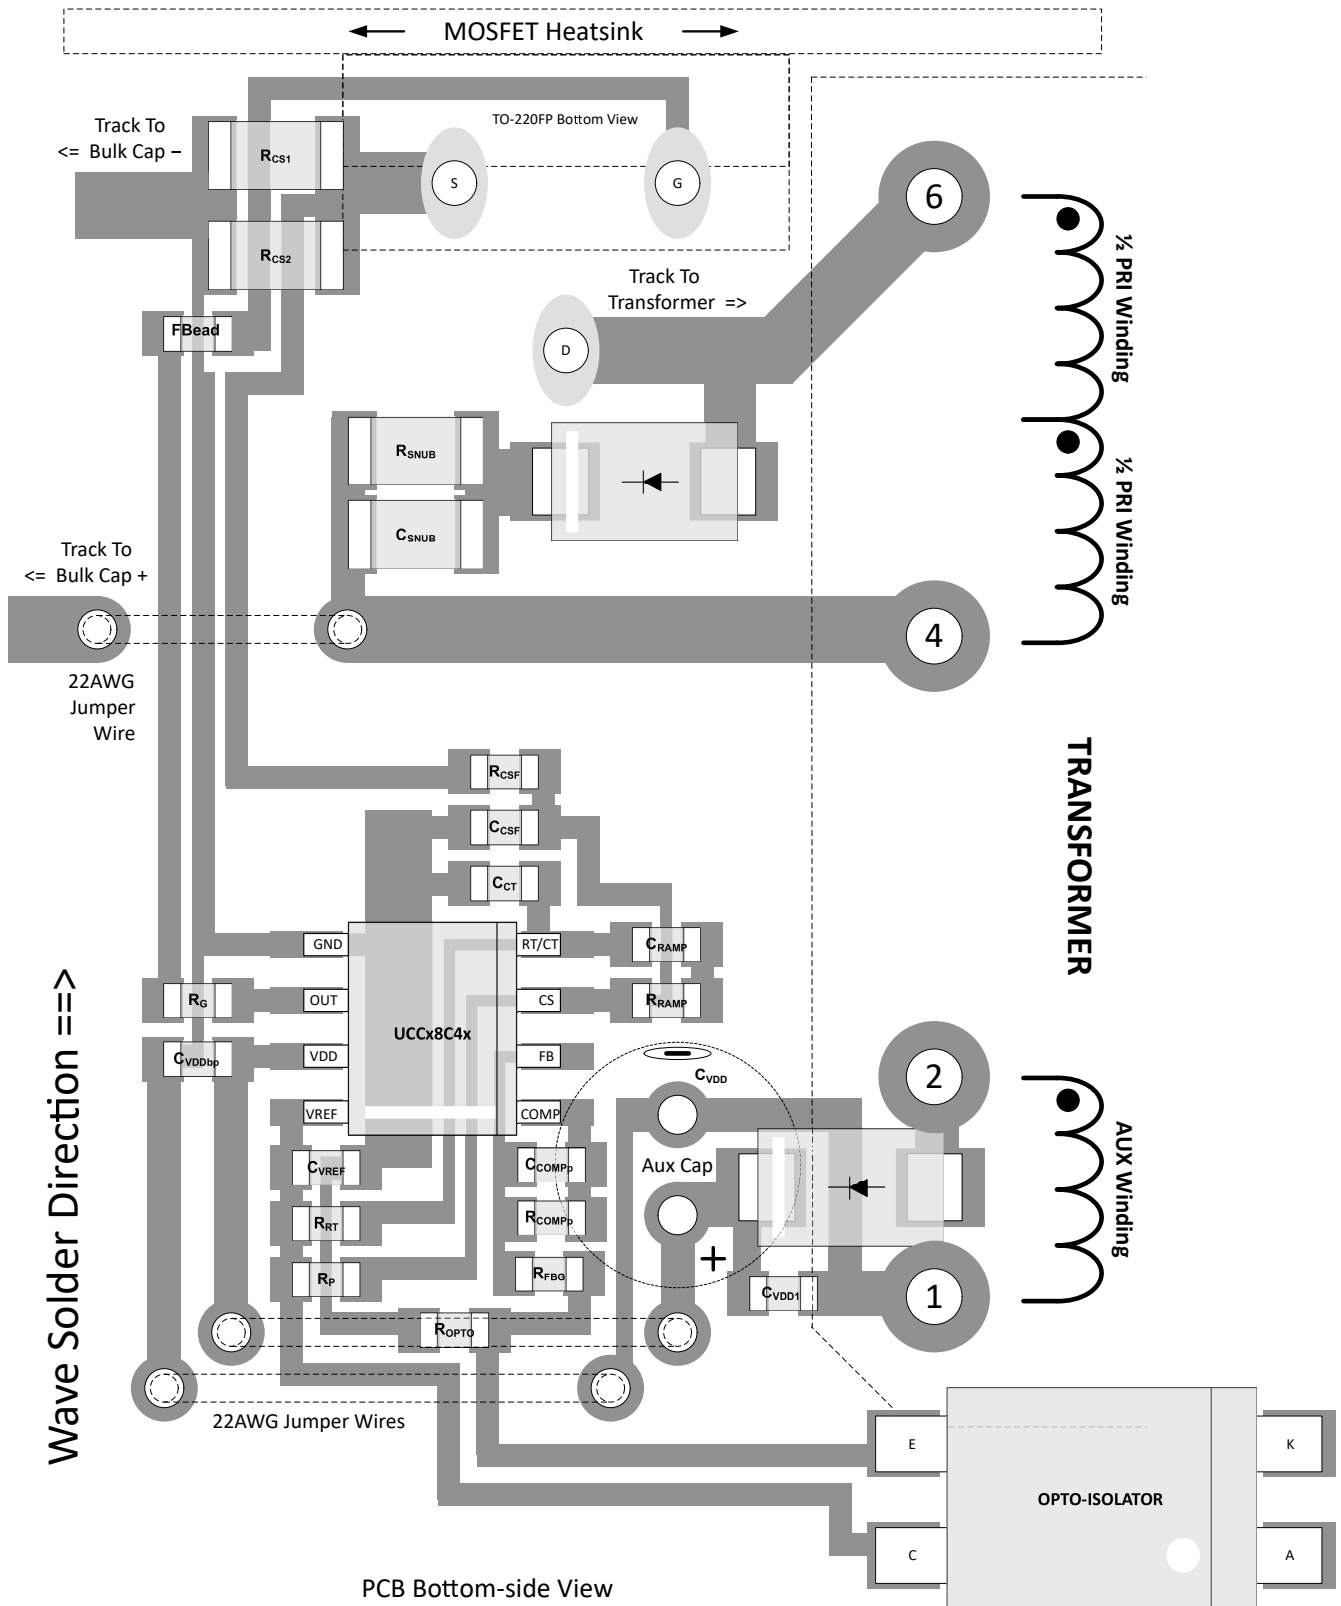 MOSFET Heatsink
TO-220FP Bottom View
Track To
<= Bulk Cap –
RCS1
S
G
6
½ PRI Winding
RCS2
Track To
Transformer =>
FBead
D
RSNUB
CSNUB
½ PRI Winding
Track To
<= Bulk Cap +
4
22AWG
Jumper
Wire
TRANSFORMER
RCSF
CCSF
CCT
GND
RT/CT
CRAMP
RG
OUT
CS
RRAMP
UCCx8C4x
CVDDbp
VDD
FB
CVDD
2
VREF
COMP
AUX Winding
CVREF
CCOMPp
Aux Cap
RRT
RCOMPp
+
RP
RFBG
CVDD1
1
ROPTO
22AWG Jumper Wires
Wave Solder Direction ==>
E
K
OPTO-ISOLATOR
C
A
PCB Bottom-side View